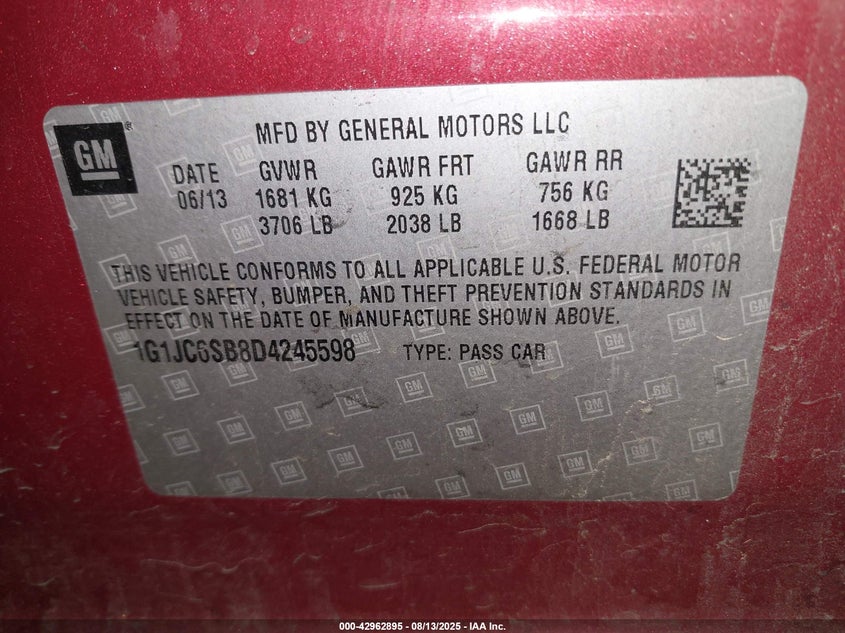 GM
MFD BY GENERAL MOTORS LLC
DATE GVWR GAWR FRT GAWR RR
06/13 1681 KG 925 KG 756 KG
3706 LB 2038 LB 1668 LB
THIS VEHICLE CONFORMS TO ALL APPLICABLE U.S. FEDERAL MOTOR
VEHICLE SAFETY, BUMPER, AND THEFT PREVENTION STANDARDS IN
EFFECT ON THE DATE OF MANUFACTURE SHOWN ABOVE.
1G1JC6SB8D4245598 TYPE: PASS CAR
000-42962895 - 08/13/2025 - IAA Inc.